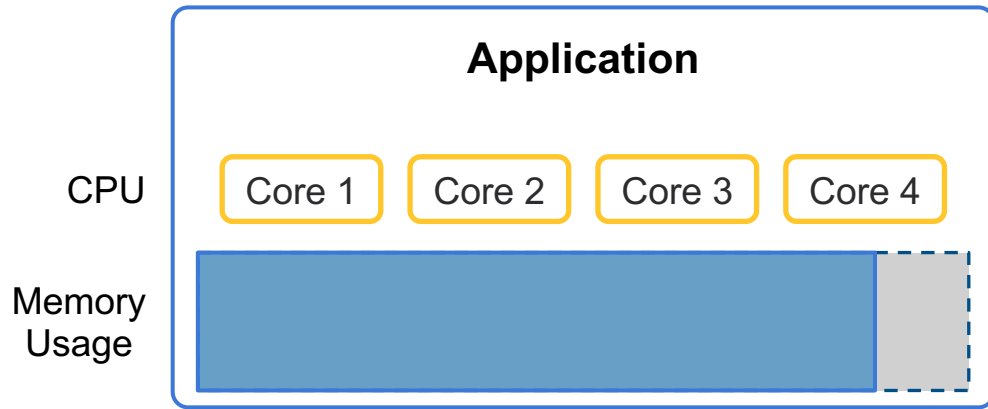 Application
CPU
Core 1
Core 2
Core 3
Core 4
Memory
Usage